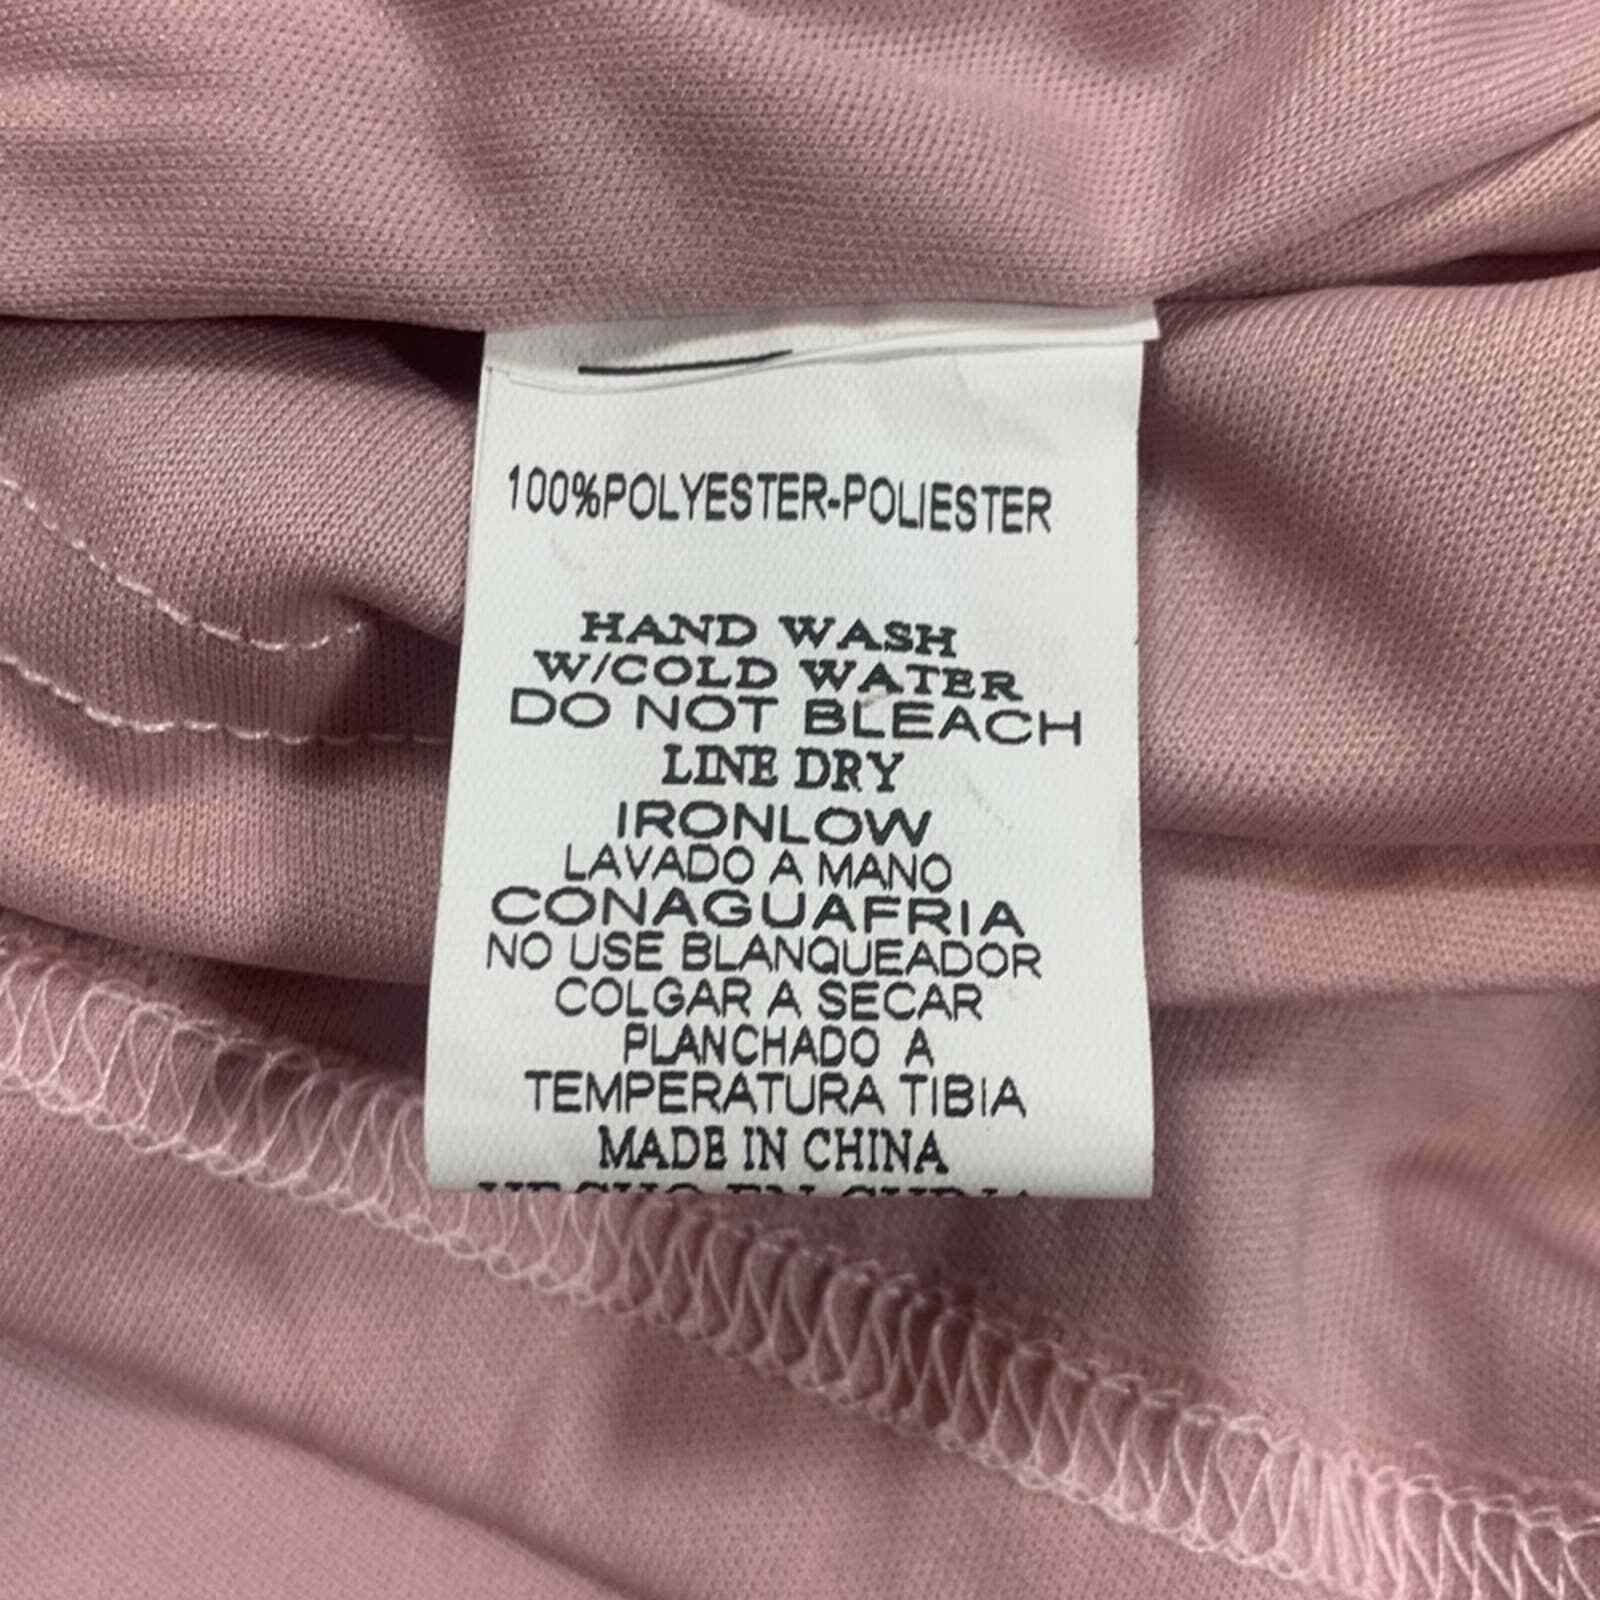 100%POLYESTER-POLIESTER
HAND WASH
W/COLD WATER
DO NOT BLEACH
LINE DRY
IRONLOW
LAVADO A MANO
CONAGUAFRIA
NO USE BLANQUEADOR
COLGAR A SECAR
PLANCHADO A
TEMPERATURA TIBIA
MADE IN CHINA